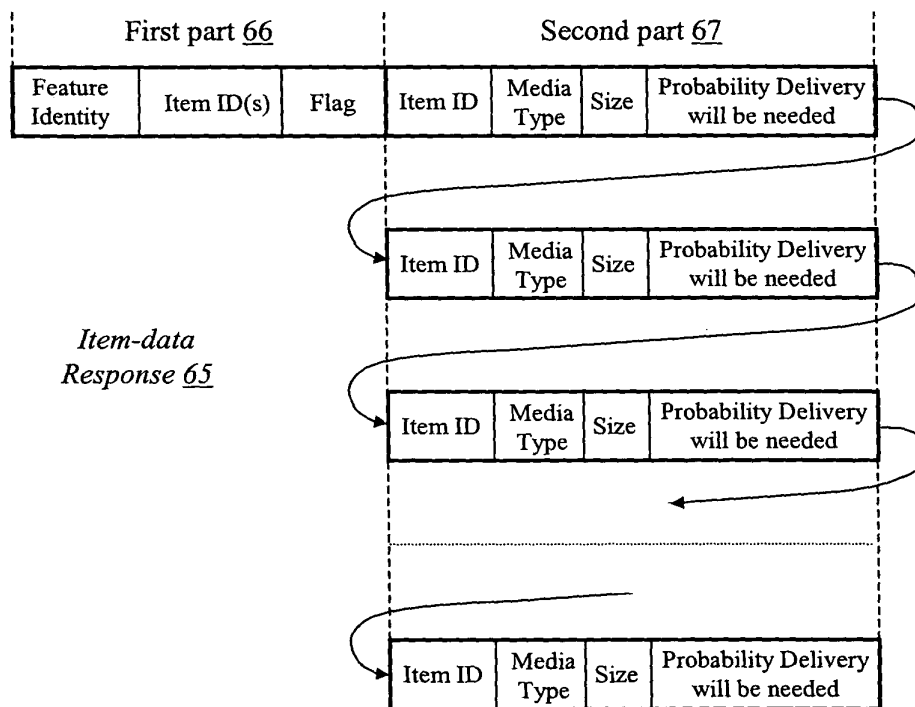 First part 66 Second part 67
Feature Identity Item ID(s) Flag Item ID Media Type Size Probability Delivery will be needed
Item ID Media Type Size Probability Delivery will be needed
Item-data
Response 65
Item ID Media Type Size Probability Delivery will be needed
Item ID Media Type Size Probability Delivery will be needed